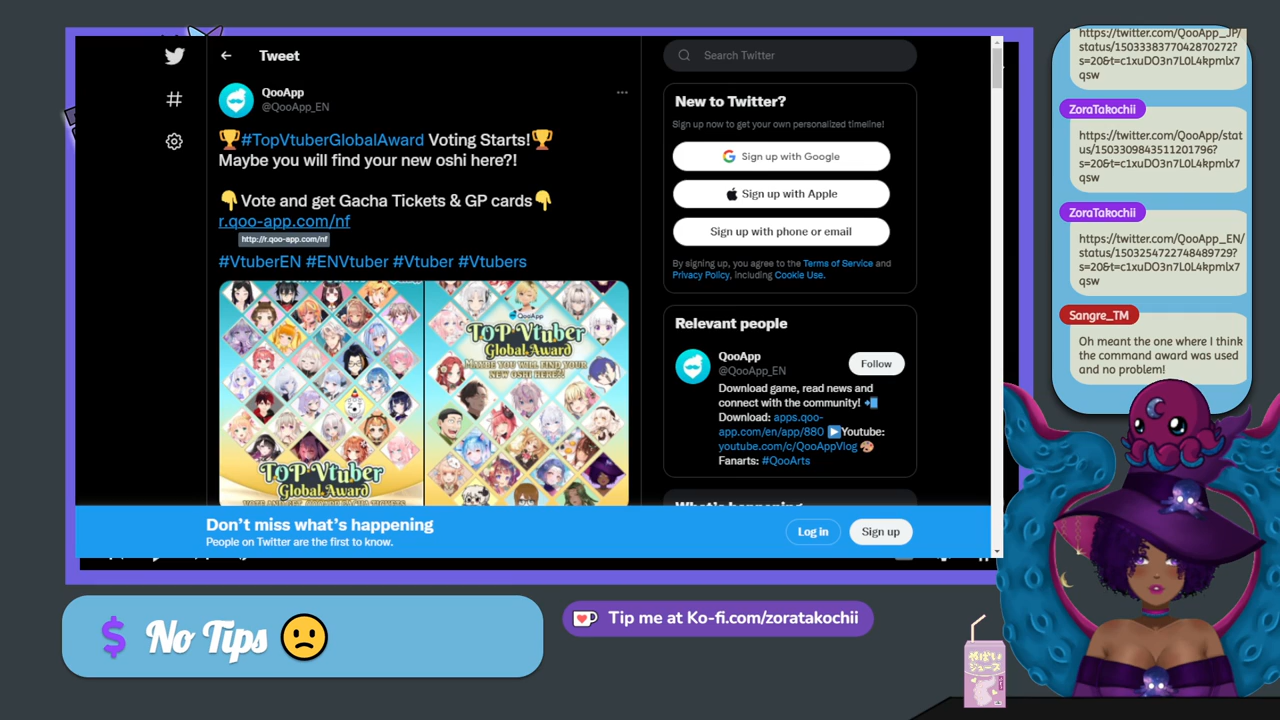 Tweet
QooApp
@QooApp_EN
🏆#TopVtuberGlobalAward Voting Starts!🏆
Maybe you will find your new oshi here?!
👇Vote and get Gacha Tickets & GP cards👇
r.qoo-app.com/nf
http://r.qoo-app.com/nf
#VtuberEN #ENVtuber #Vtuber #Vtubers
TOP Vtuber
Global Award
QooApp
TOP Vtuber
Global Award
MAYBE YOU WILL FIND YOUR
NEW OSHI HERE?!
Search Twitter
New to Twitter?
Sign up now to get your own personalized timeline!
Sign up with Google
Sign up with Apple
Sign up with phone or email
By signing up, you agree to the Terms of Service and
Privacy Policy, including Cookie Use.
Relevant people
QooApp
@QooApp_EN
Follow
Download game, read news and
connect with the community! 📲
Download: apps.qoo-
app.com/en/app/880 ▶️Youtube:
youtube.com/c/QooAppVlog 🎨
Fanarts: #QooArts
What's happening
Don't miss what's happening
People on Twitter are the first to know.
Log in
Sign up
https://twitter.com/QooApp_JP/
status/1503338377042870272?
s=20&t=c1xuDO3n7L0L4kpmlx7
qsw
ZoraTakochii
https://twitter.com/QooApp/stat
us/1503309843511201796?
s=20&t=c1xuDO3n7L0L4kpmlx7
qsw
ZoraTakochii
https://twitter.com/QooApp_EN/
status/1503254722748489729?
s=20&t=c1xuDO3n7L0L4kpmlx7
qsw
Sangre_TM
Oh meant the one where I think
the command award was used
and no problem!
$ No Tips 🙁
Tip me at Ko-fi.com/zoratakochii